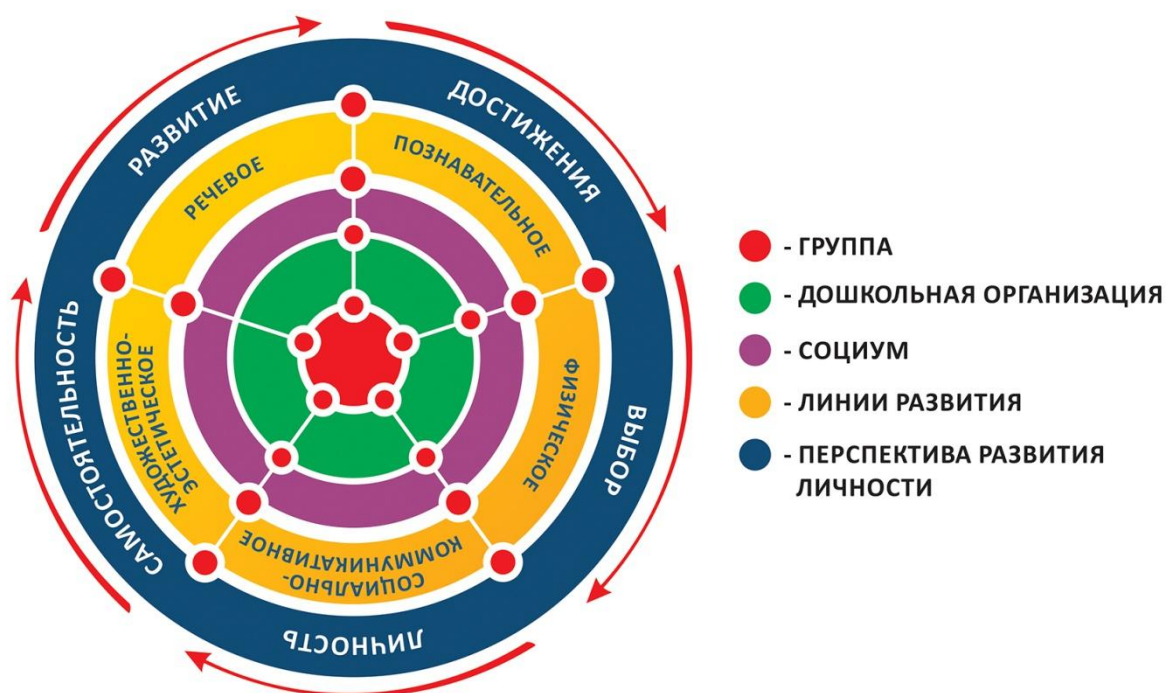 РАЗВИТИЕ
ДОСТИЖЕНИЯ
ВЫБОР
ЛИЧНОСТЬ
САМОСТОЯТЕЛЬНОСТЬ
РЕЧЕВОЕ
ПОЗНАВАТЕЛЬНОЕ
ФИЗИЧЕСКОЕ
СОЦИАЛЬНО-
КОММУНИКАТИВНОЕ
ХУДОЖЕСТВЕННО-
ЭСТЕТИЧЕСКОЕ
- ГРУППА
- ДОШКОЛЬНАЯ ОРГАНИЗАЦИЯ
- СОЦИУМ
- ЛИНИИ РАЗВИТИЯ
- ПЕРСПЕКТИВА РАЗВИТИЯ
ЛИЧНОСТИ